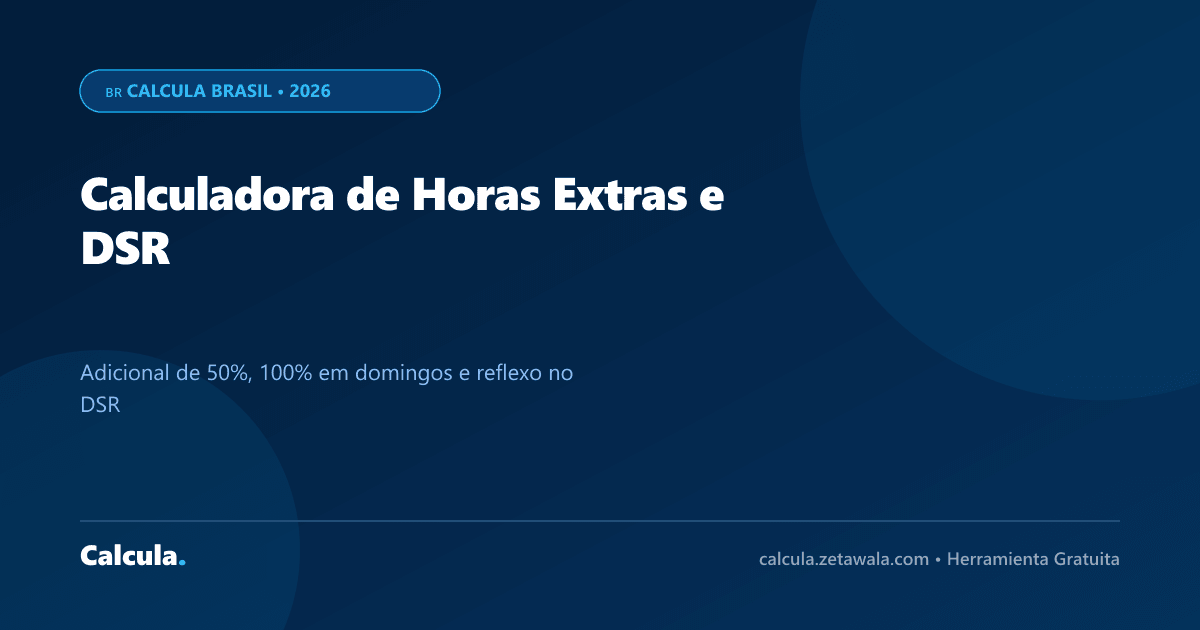 BR CALCULA BRASIL • 2026
Calculadora de Horas Extras e
DSR
Adicional de 50%, 100% em domingos e reflexo no
DSR
Calcula.
calcula.zetawala.com • Herramienta Gratuita